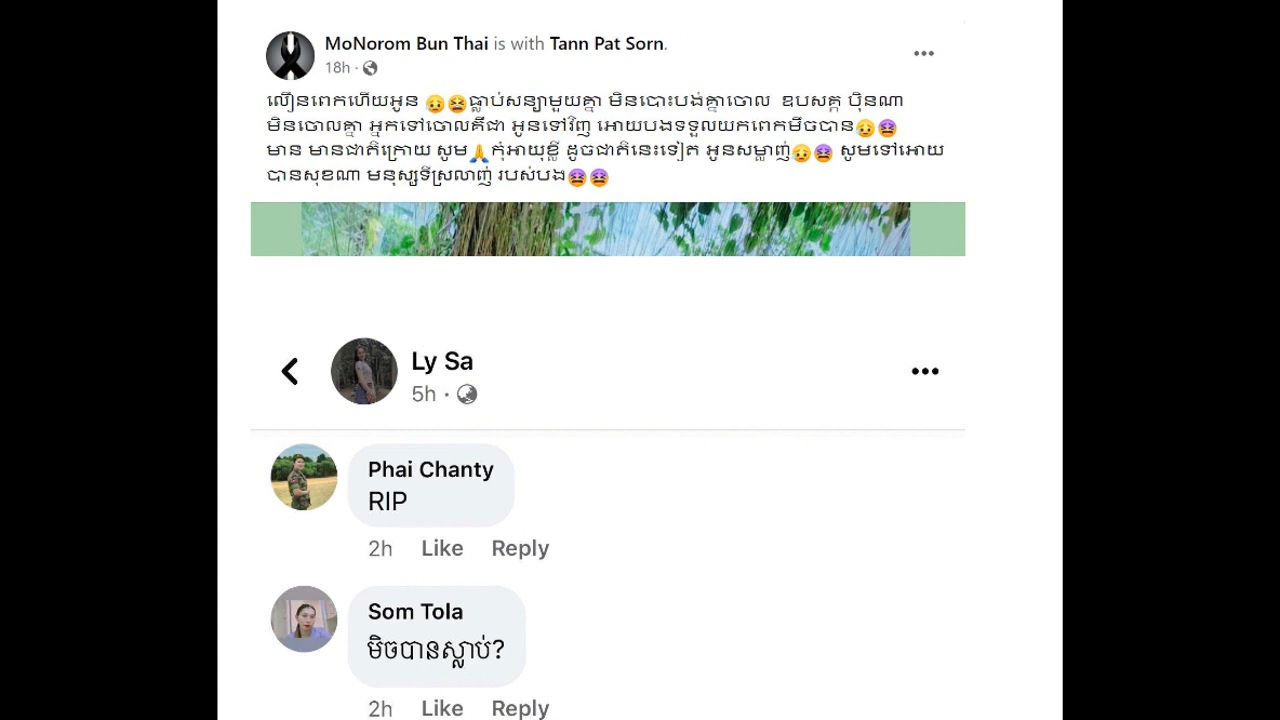 MoNorom Bun Thai is with Tann Pat Sorn.
18h ·
លឿនពេកហើយអូន 😥😫ធ្លាប់សន្យាមួយគ្នា មិនបោះបង់គ្នាចោល ឧបសគ្គ ប៉ិនណា
មិនចោលគ្នា អ្នកទៅចោលគឺជា អូនទៅវិញ អោយបងទទួលយកពេកមិចបាន😥😫
មាន មានជាតិក្រោយ សូម🙏កុំអាយុខ្លី ដូចជាតិនេះទៀត អូនសម្លាញ់😥😫 សូមទៅអោយ
បានសុខណា មនុស្សទីស្រលាញ់ របស់បង😫😫
Ly Sa
5h ·
Phai Chanty
RIP
2h Like Reply
Som Tola
មិចបានស្លាប់?
2h Like Reply